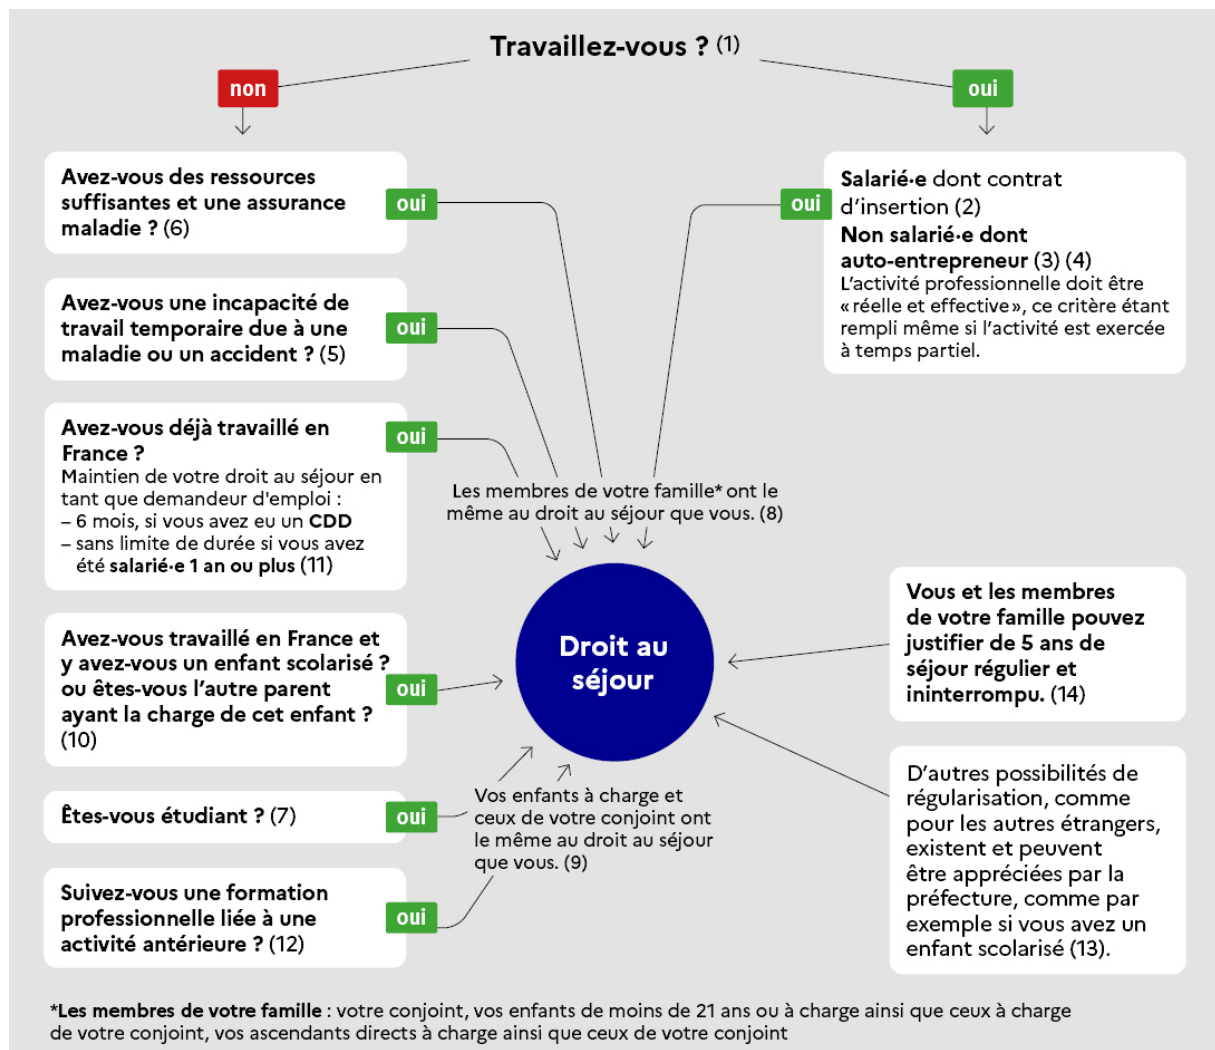 Travaillez-vous ? (1)
non
oui
Avez-vous des ressources
suffisantes et une assurance
maladie ? (6)
oui
Avez-vous une incapacité de
travail temporaire due à une
maladie ou un accident ? (5)
oui
Avez-vous déjà travaillé en
France ?
Maintien de votre droit au séjour en
tant que demandeur d'emploi :
– 6 mois, si vous avez eu un CDD
– sans limite de durée si vous avez
été salarié·e 1 an ou plus (11)
oui
Avez-vous travaillé en France et
y avez-vous un enfant scolarisé ?
ou êtes-vous l’autre parent
ayant la charge de cet enfant ?
(10)
oui
Êtes-vous étudiant ? (7)
oui
Suivez-vous une formation
professionnelle liée à une
activité antérieure ? (12)
oui
oui
Salarié·e dont contrat
d’insertion (2)
Non salarié·e dont
auto-entrepreneur (3) (4)
L’activité professionnelle doit être
« réelle et effective », ce critère étant
rempli même si l’activité est exercée
à temps partiel.
Les membres de votre famille* ont le
même au droit au séjour que vous. (8)
Droit au
séjour
Vos enfants à charge et
ceux de votre conjoint ont
le même au droit au séjour
que vous. (9)
Vous et les membres
de votre famille pouvez
justifier de 5 ans de
séjour régulier et
ininterrompu. (14)
D’autres possibilités de
régularisation, comme
pour les autres étrangers,
existent et peuvent
être appréciées par la
préfecture, comme par
exemple si vous avez un
enfant scolarisé (13).
*Les membres de votre famille : votre conjoint, vos enfants de moins de 21 ans ou à charge ainsi que ceux à charge
de votre conjoint, vos ascendants directs à charge ainsi que ceux de votre conjoint